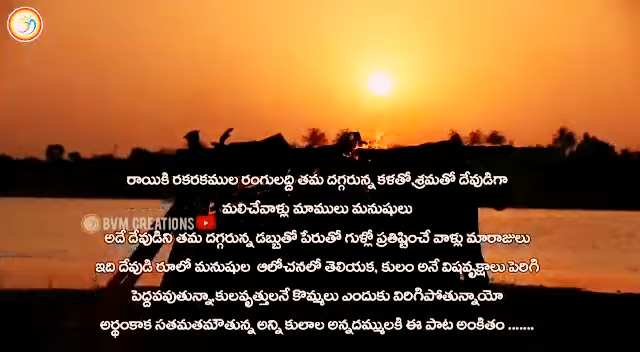 రాయికి రకరకముల రంగులద్ది తమ దగ్గరున్న కళతో,శ్రమతో దేవుడిగా
మలిచేవాళ్లు మాములు మనుషులు
BVM CREATIONS
అదే దేవుడిని తమ దగ్గరున్న డబ్బుతో పేరుతో గుళ్లో ప్రతిష్టించే వాళ్లు మారాజులు
ఇది దేవుడి రూలో మనుషుల ఆలోచనలో తెలియక, కులం అనే విషవృక్షాలు పెరిగి
పెద్దవవుతున్నా,కులవృత్తులనే కొమ్మలు ఎందుకు విరిగిపోతున్నాయో
అర్థంకాక సతమతమౌతున్న అన్ని కులాల అన్నదమ్ములకి ఈ పాట అంకితం .......